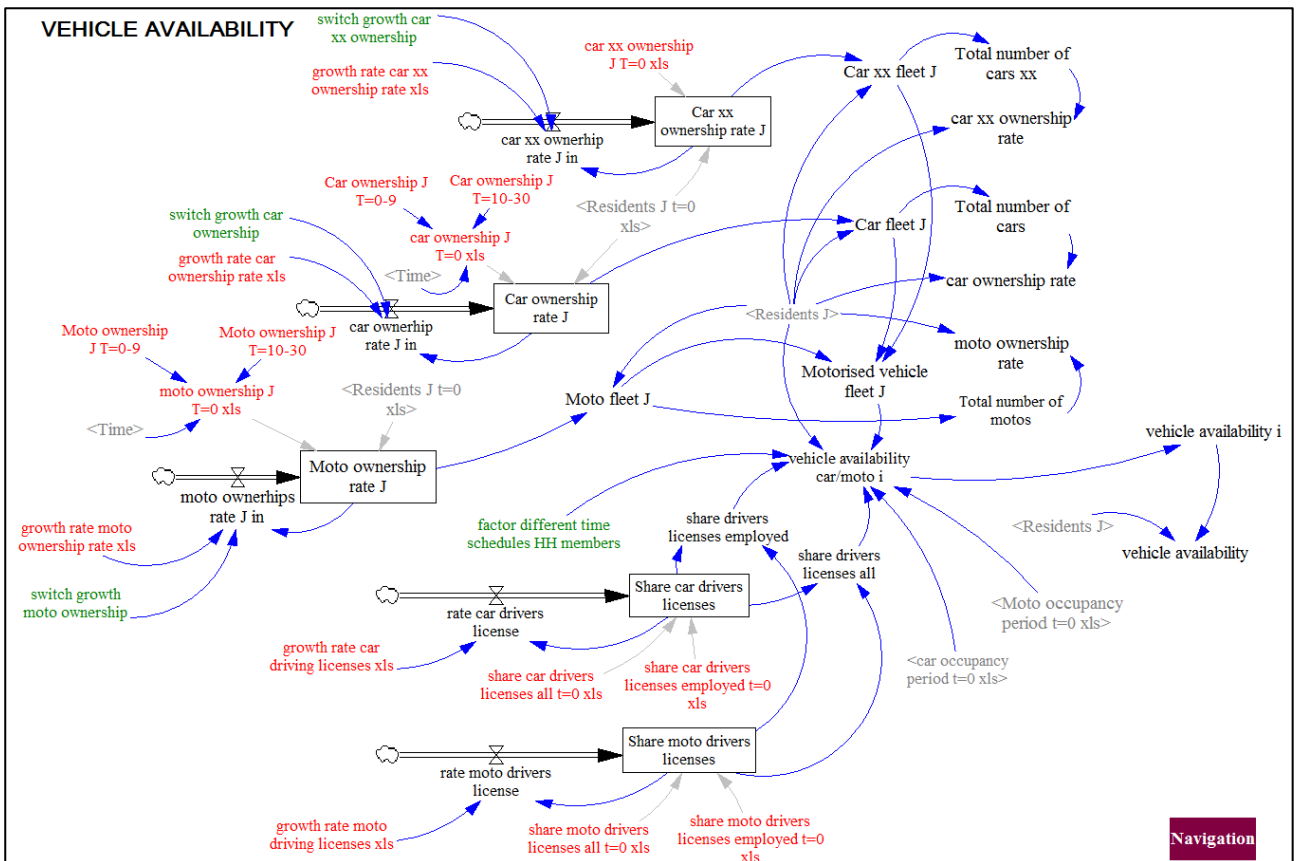 VEHICLE AVAILABILITY
switch growth car
xx ownership
growth rate car xx
ownership rate xls
car xx ownership
J T=0 xls
Car xx
ownership rate J
car xx ownerhip
rate J in
Car xx fleet J
Total number of
cars xx
car xx ownership
rate
Car ownership J
T=0-9
Car ownership J
T=10-30
<Residents J t=0
xls>
switch growth car
ownership
growth rate car
ownership rate xls
car ownership J
T=0 xls
<Time>
Car ownership
rate J
car ownerhip
rate J in
Car fleet J
Total number of
cars
car ownership rate
<Residents J>
Moto ownership
J T=0-9
Moto ownership J
T=10-30
moto ownership J
T=0 xls
<Residents J t=0
xls>
<Time>
Moto fleet J
Motorised vehicle
fleet J
moto ownership
rate
Total number of
motos
Moto ownership
rate J
moto ownerhips
rate J in
growth rate moto
ownership rate xls
switch growth
moto ownership
vehicle availability
car/moto i
vehicle availability i
<Residents J>
vehicle availability
factor different time
schedules HH members
share drivers
licenses employed
share drivers
licenses all
<Moto occupancy
period t=0 xls>
<car occupancy
period t=0 xls>
Share car drivers
licenses
rate car drivers
license
growth rate car
driving licenses xls
share car drivers
licenses all t=0 xls
share car drivers
licenses employed t=0
xls
Share moto drivers
licenses
rate moto drivers
license
growth rate moto
driving licenses xls
share moto drivers
licenses all t=0 xls
share moto drivers
licenses employed t=0
xls
Navigation